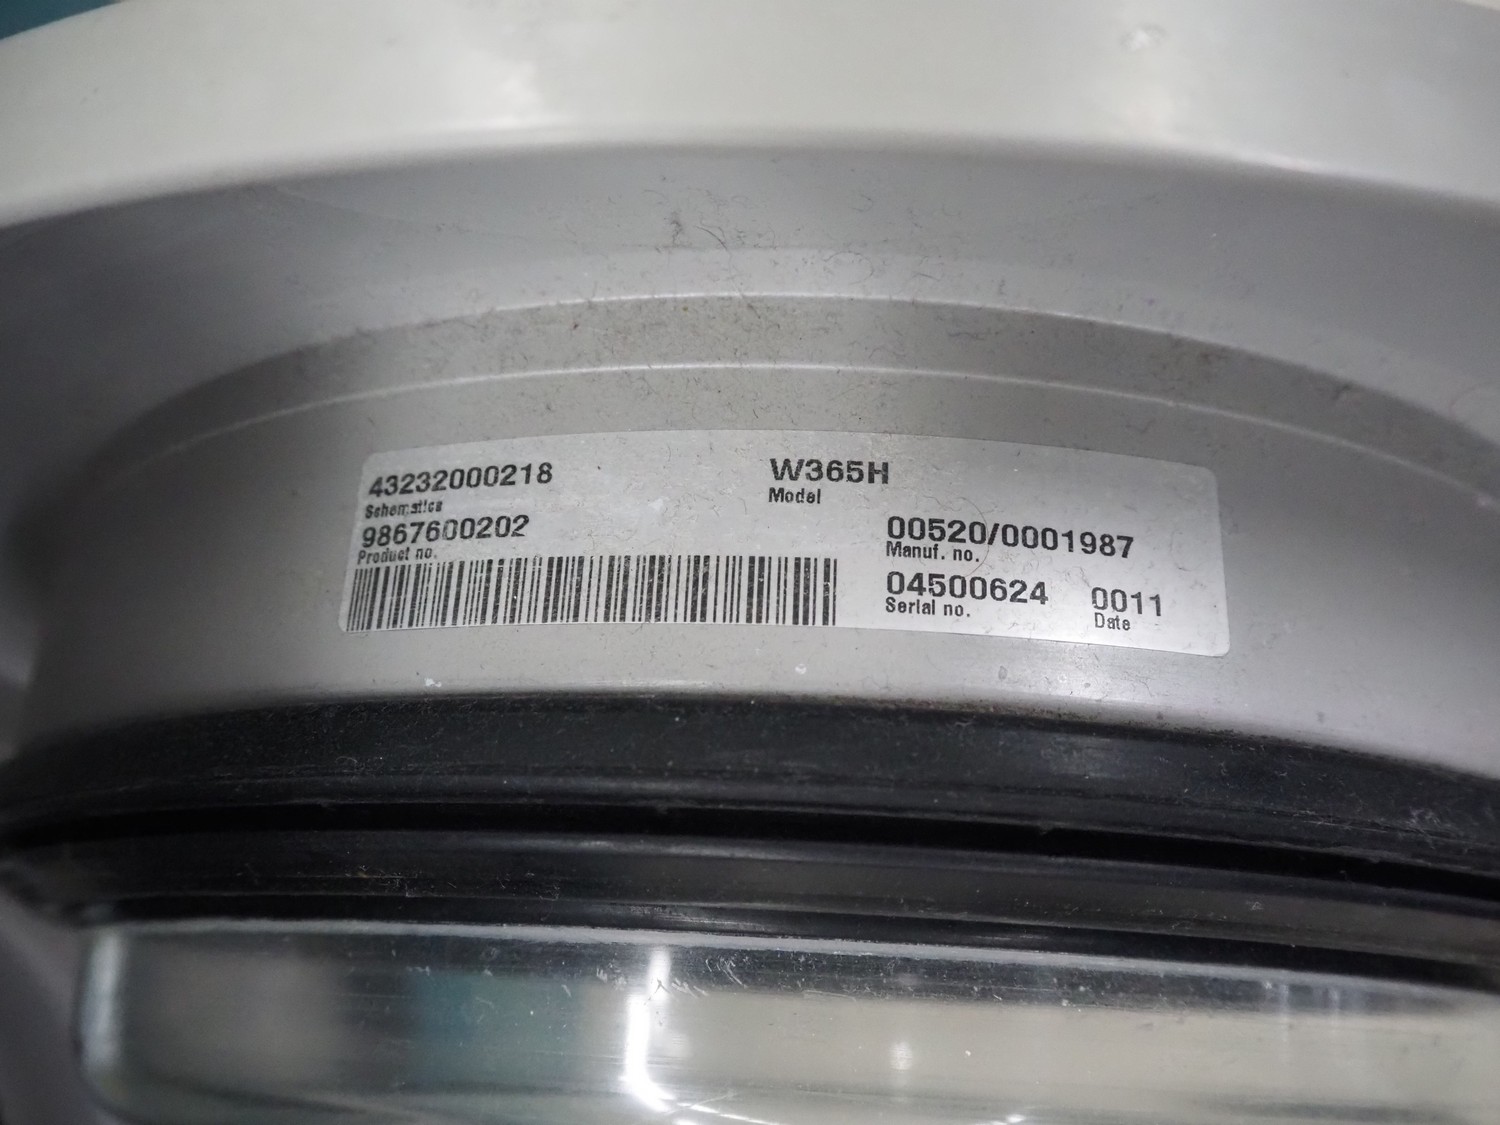 43232000218
Schematics
W365H
Model
9867600202
Product no.
00520/0001987
Manuf. no.
04500624 0011
Serial no. Date